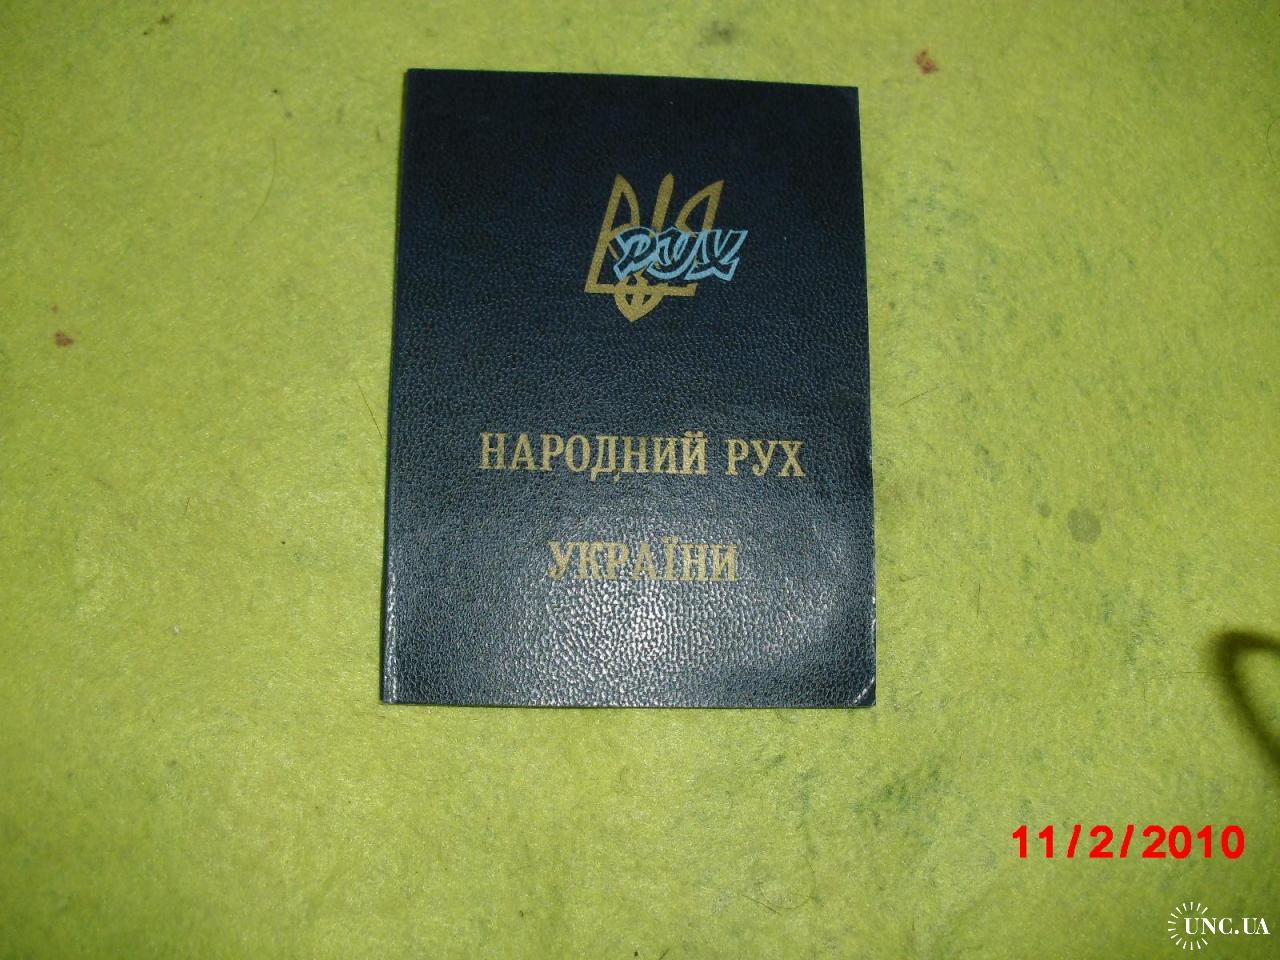 РУХ
НАРОДНИЙ РУХ
УКРАЇНИ
11/2/2010
UNC.UA